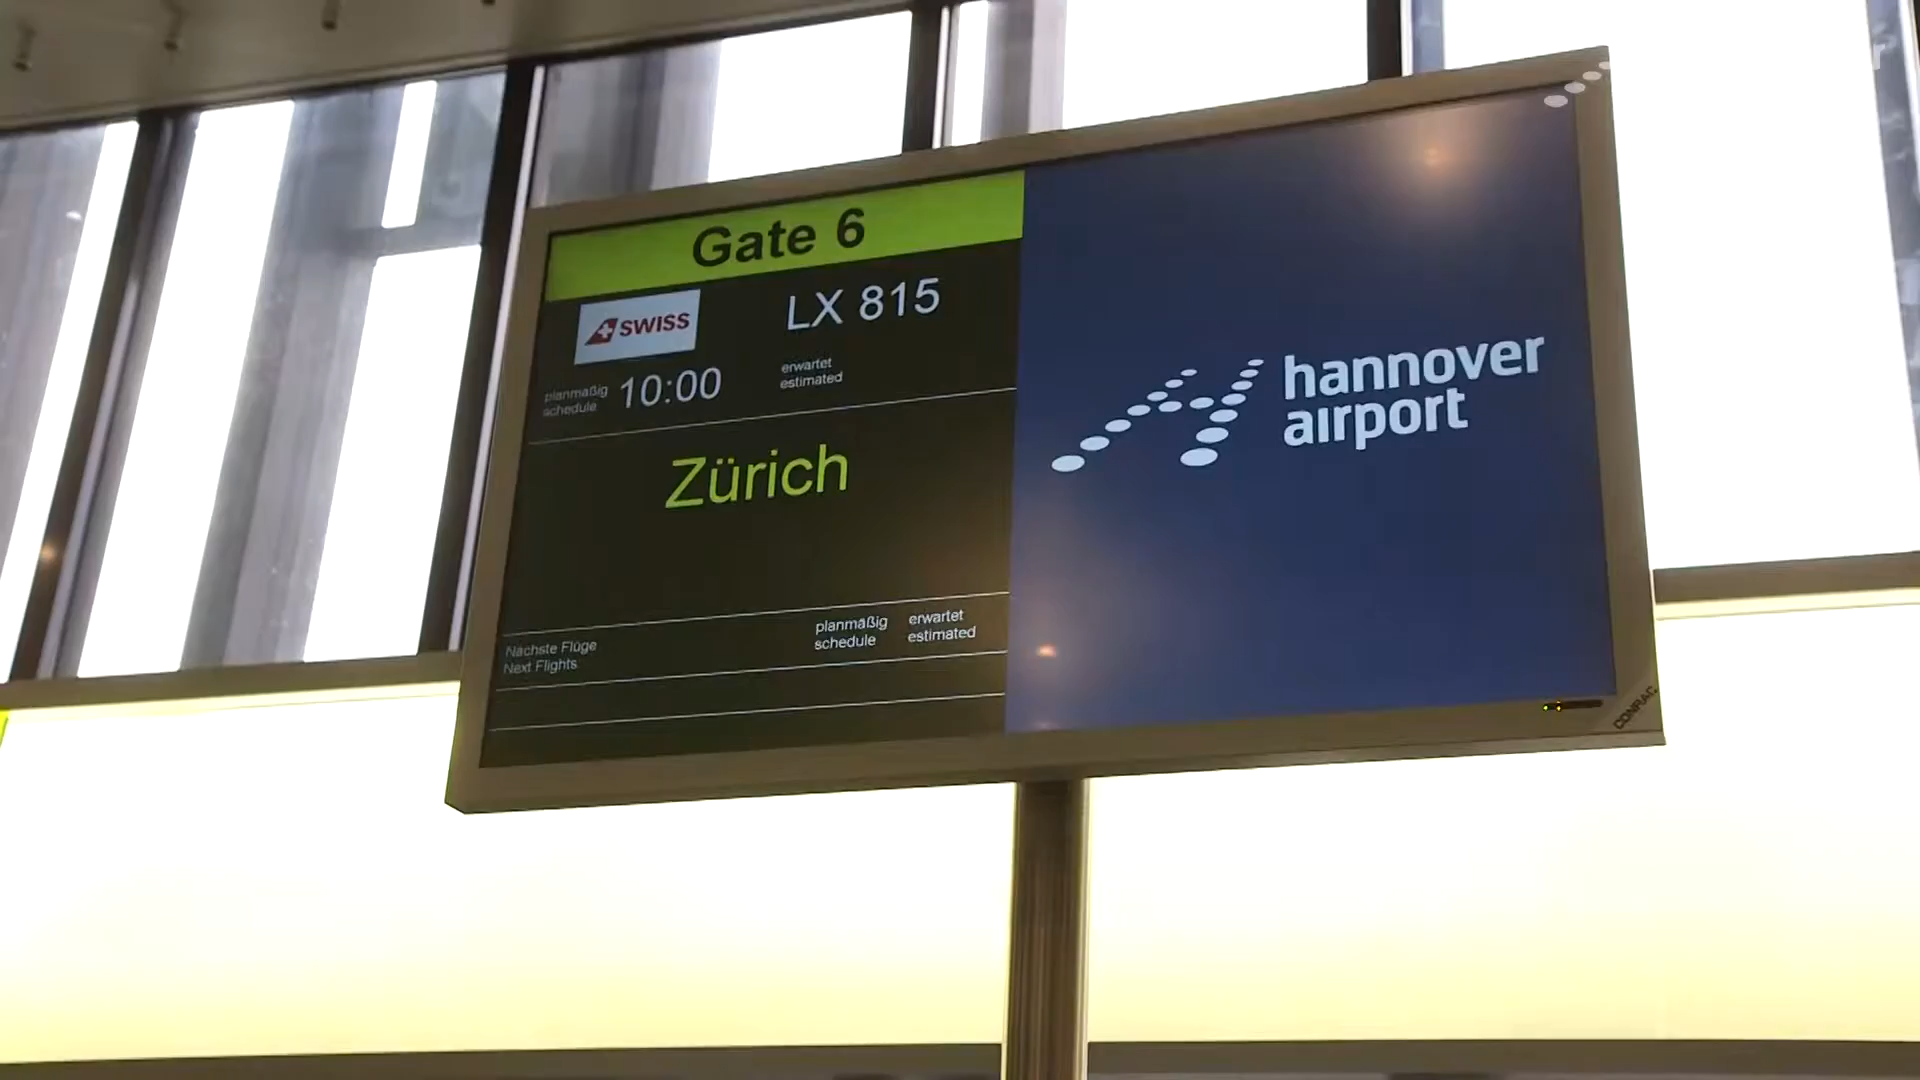 Gate 6
SWISS
LX 815
planmäßig
schedule
10:00
erwartet
estimated
Zürich
Nächste Flüge
Next Flights
planmäßig
schedule
erwartet
estimated
hannover
airport
CONRAC